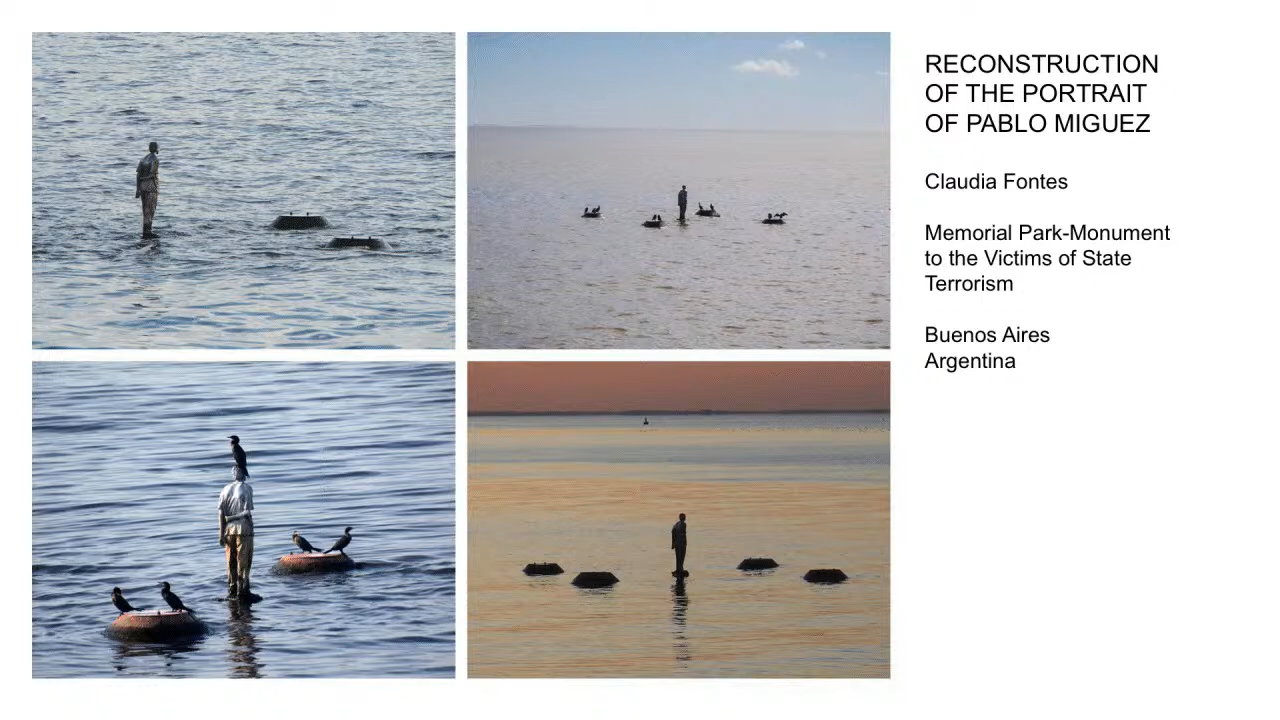 RECONSTRUCTION
OF THE PORTRAIT
OF PABLO MIGUEZ
Claudia Fontes
Memorial Park-Monument
to the Victims of State
Terrorism
Buenos Aires
Argentina